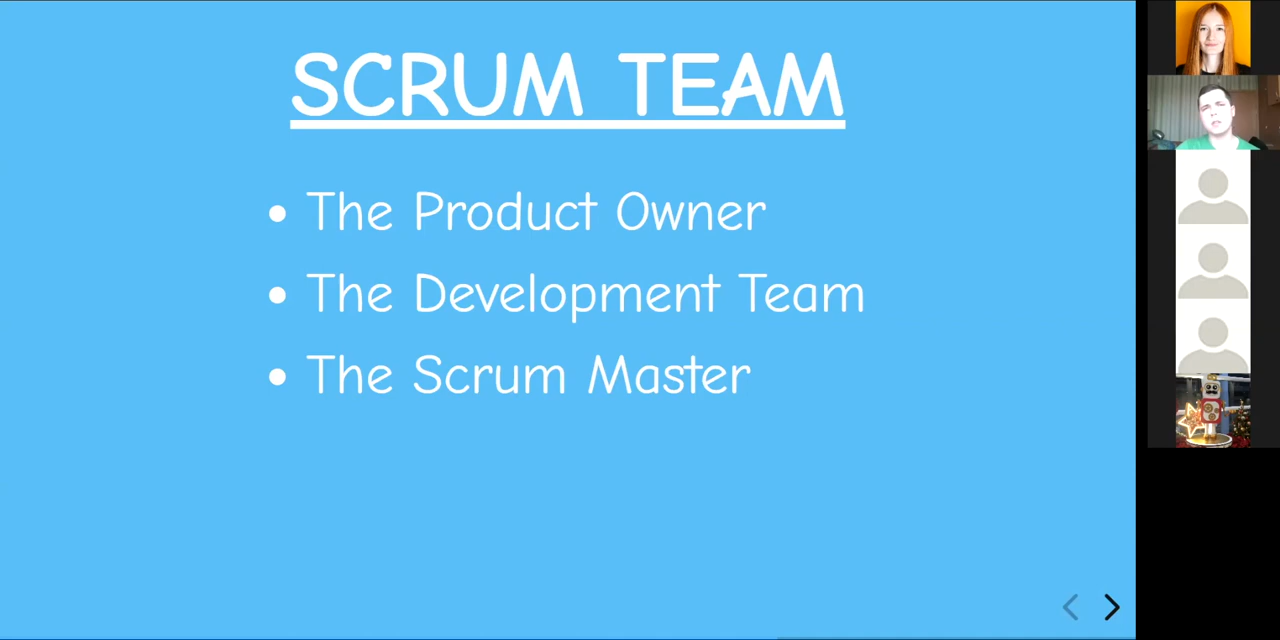 SCRUM TEAM
The Product Owner
The Development Team
The Scrum Master